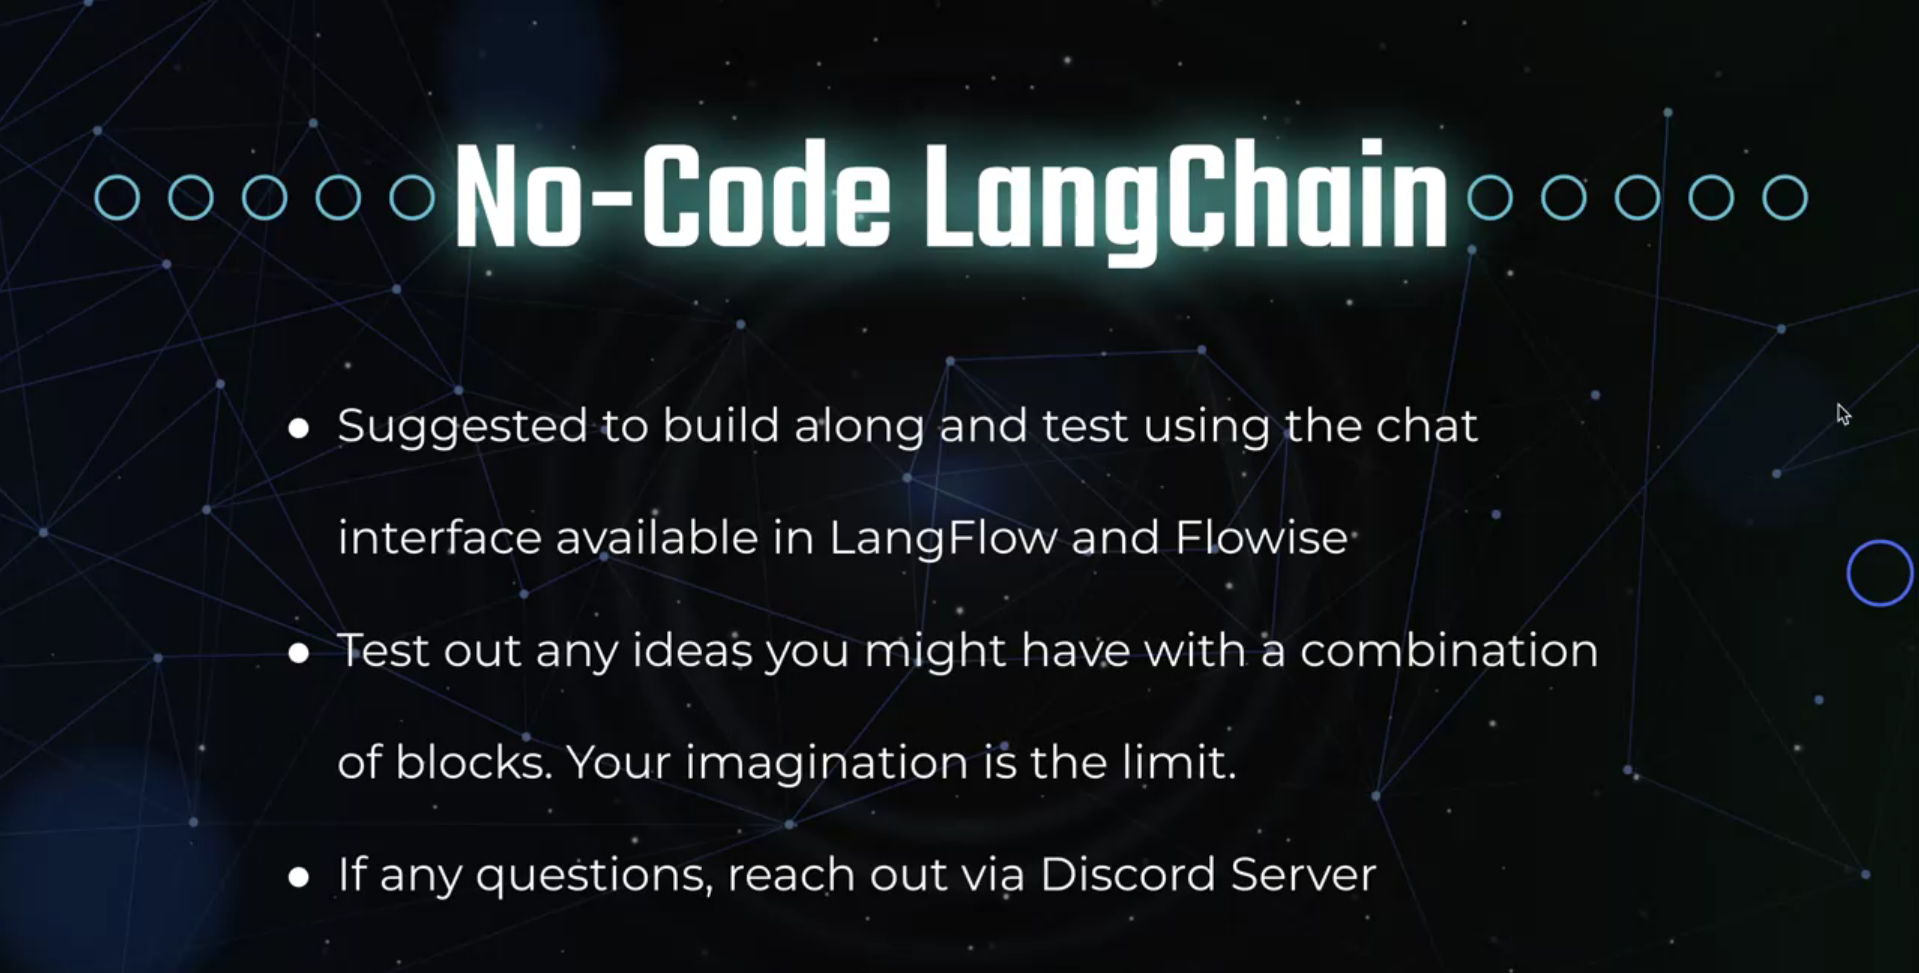 No-Code LangChain
● Suggested to build along and test using the chat
interface available in LangFlow and Flowise
● Test out any ideas you might have with a combination
of blocks. Your imagination is the limit.
● If any questions, reach out via Discord Server